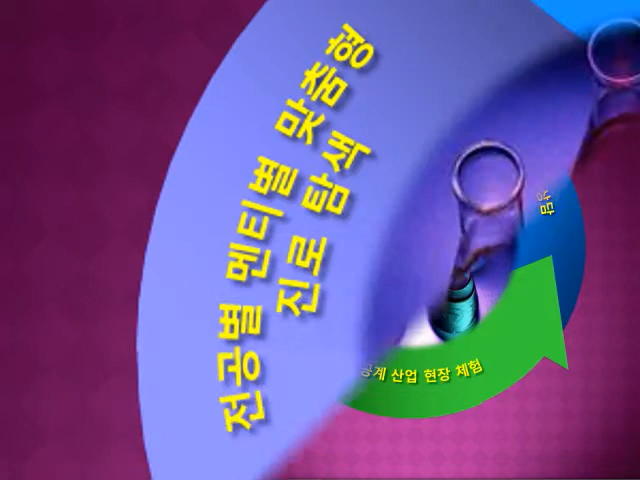 전공별 멘티별 맞춤형
진로 탐색
공계 산업 현장 체험